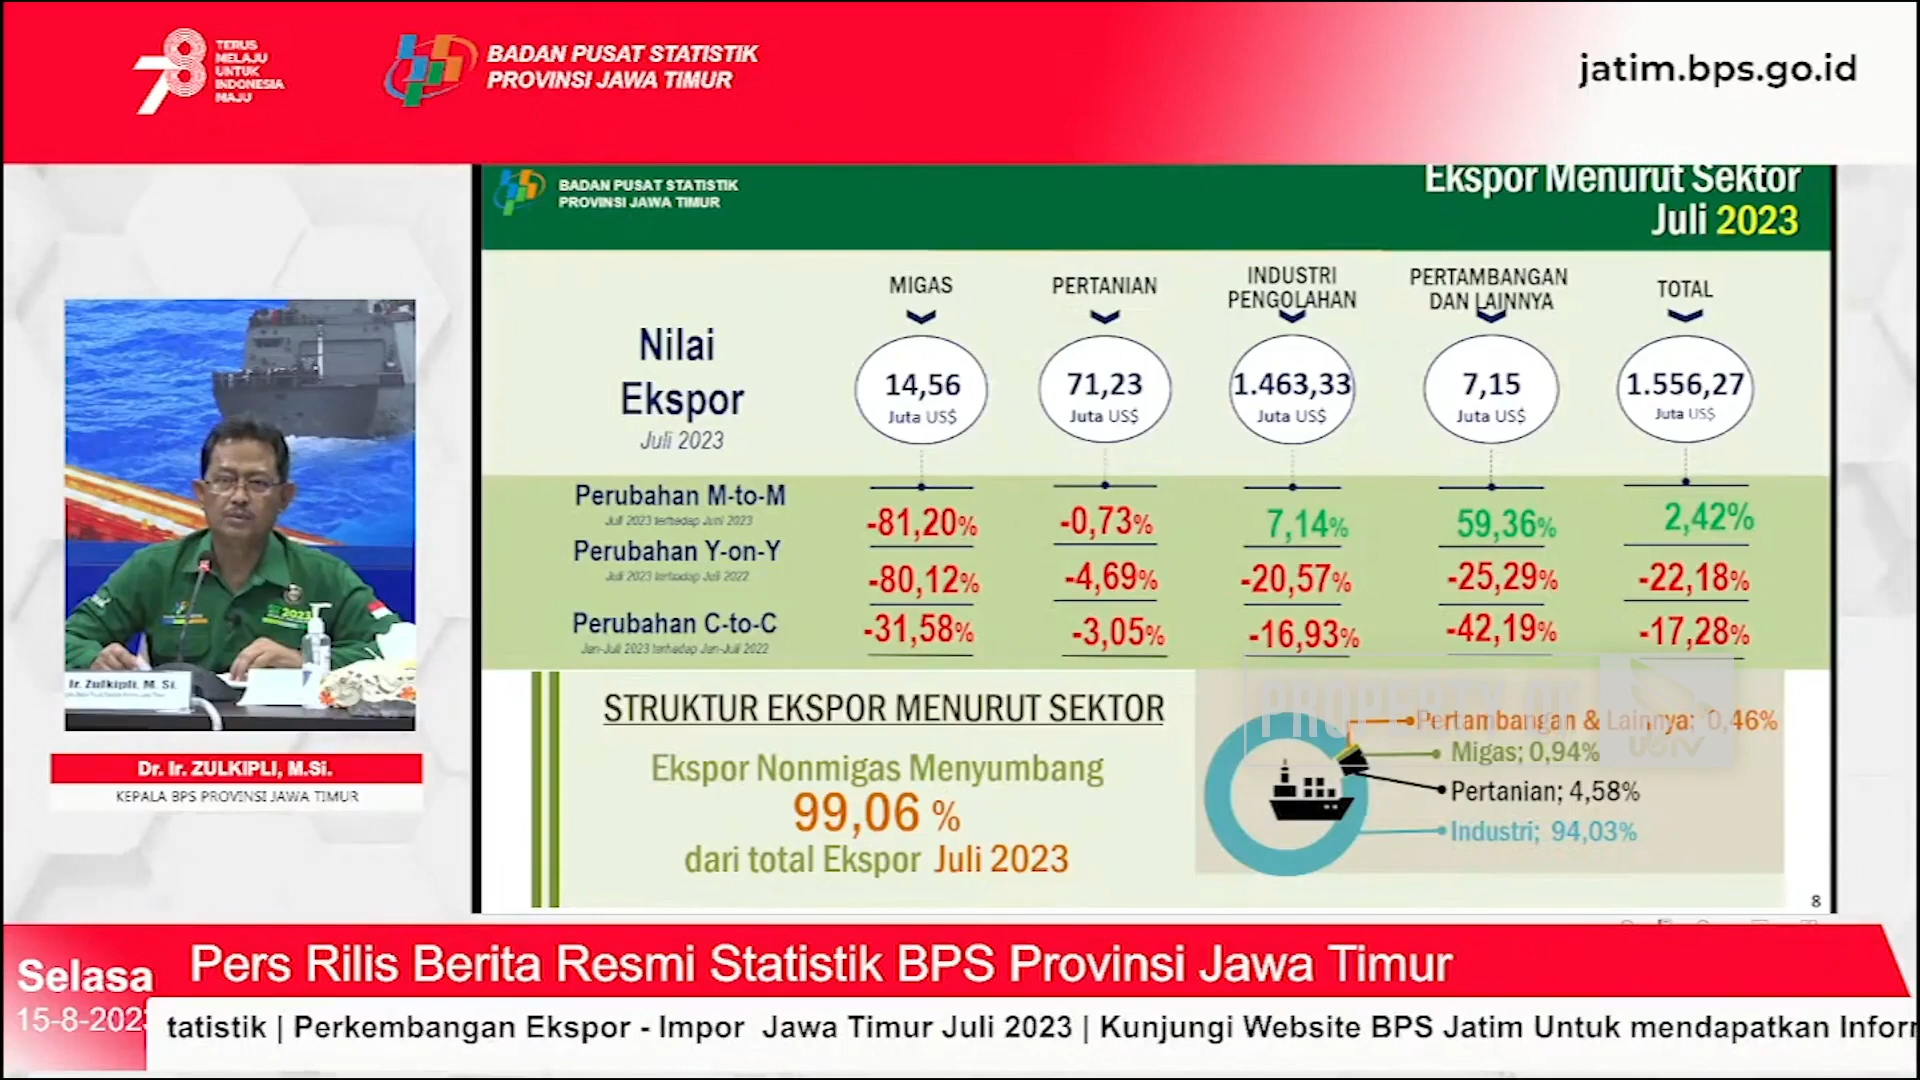 TERUS
MELAJU
UNTUK
INDONESIA
MAJU
78
BADAN PUSAT STATISTIK
PROVINSI JAWA TIMUR
jatim.bps.go.id
BADAN PUSAT STATISTIK
PROVINSI JAWA TIMUR
Ekspor Menurut Sektor
Juli 2023
MIGAS
PERTANIAN
INDUSTRI
PENGOLAHAN
PERTAMBANGAN
DAN LAINNYA
TOTAL
Nilai
Ekspor
Juli 2023
14,56
Juta US$
71,23
Juta US$
1.463,33
Juta US$
7,15
Juta US$
1.556,27
Juta US$
Perubahan M-to-M
Juli 2023 terhadap Juni 2023
-81,20% -0,73% 7,14% 59,36% 2,42%
Perubahan Y-on-Y
Juli 2023 terhadap Juli 2022
-80,12% -4,69% -20,57% -25,29% -22,18%
Perubahan C-to-C
Jan-Juli 2023 terhadap Jan-Juli 2022
-31,58% -3,05% -16,93% -42,19% -17,28%
STRUKTUR EKSPOR MENURUT SEKTOR
Ekspor Nonmigas Menyumbang
99,06 %
dari total Ekspor Juli 2023
PROPERTY OF
Pertambangan & Lainnya; 0,46%
Migas; 0,94%
Pertanian; 4,58%
Industri; 94,03%
8
2023
Ir. Zulkipli, M. Si.
Dr. Ir. ZULKIPLI, M.Si.
KEPALA BPS PROVINSI JAWA TIMUR
Selasa
15-8-202
Pers Rilis Berita Resmi Statistik BPS Provinsi Jawa Timur
tatistik | Perkembangan Ekspor - Impor Jawa Timur Juli 2023 | Kunjungi Website BPS Jatim Untuk mendapatkan Infor